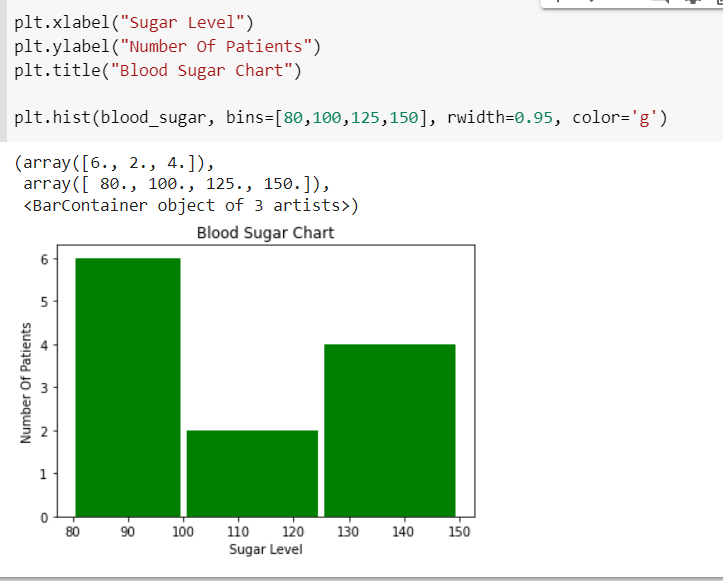 plt.xlabel("Sugar Level")
plt.ylabel("Number Of Patients")
plt.title("Blood Sugar Chart")
plt.hist(blood_sugar, bins=[80,100,125,150], rwidth=0.95, color='g')
(array([6., 2., 4.]),
array([ 80., 100., 125., 150.]),
<BarContainer object of 3 artists>)
Blood Sugar Chart
Number Of Patients
6
5
4
3
2
1
0
80 90 100 110 120 130 140 150
Sugar Level